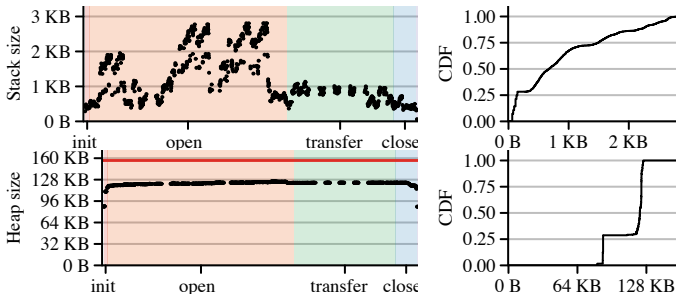 Stack size
3 KB
2 KB
1 KB
0 B
init
open
transfer
close
CDF
1.00
0.75
0.50
0.25
0.00
0 B
1 KB
2 KB
Heap size
160 KB
128 KB
96 KB
64 KB
32 KB
0 B
init
open
transfer
close
CDF
1.00
0.75
0.50
0.25
0.00
0 B
64 KB
128 KB